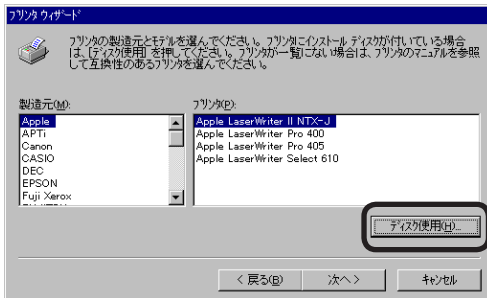 プリンタ ウィザード
プリンタの製造元とモデルを選んでください。プリンタにインストール ディスクが付いている場合
は、[ディスク使用] を押してください。プリンタが一覧にない場合は、プリンタのマニュアルを参照
して互換性のあるプリンタを選んでください。
製造元(M):
Apple
APTi
Canon
CASIO
DEC
EPSON
Fuji Xerox
プリンタ(P):
Apple LaserWriter II NTX-J
Apple LaserWriter Pro 400
Apple LaserWriter Pro 405
Apple LaserWriter Select 610
ディスク使用(H)...
< 戻る(B)
次へ >
キャンセル